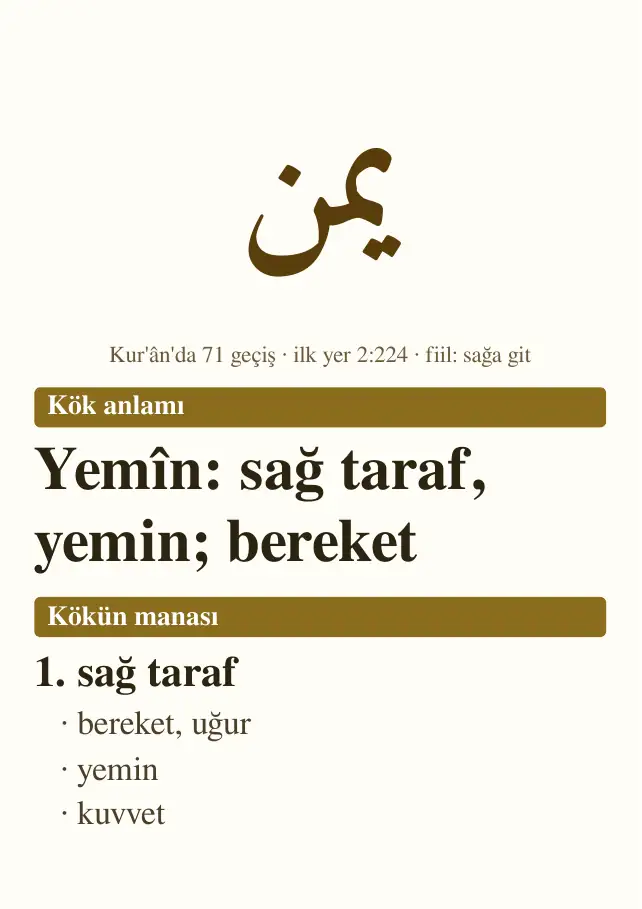 يمن
Kur'ân'da 71 geçiş · ilk yer 2:224 · fiil: sağa git
Kök anlamı
Yemîn: sağ taraf,
yemin; bereket
Kökün manası
1. sağ taraf
· bereket, uğur
· yemin
· kuvvet